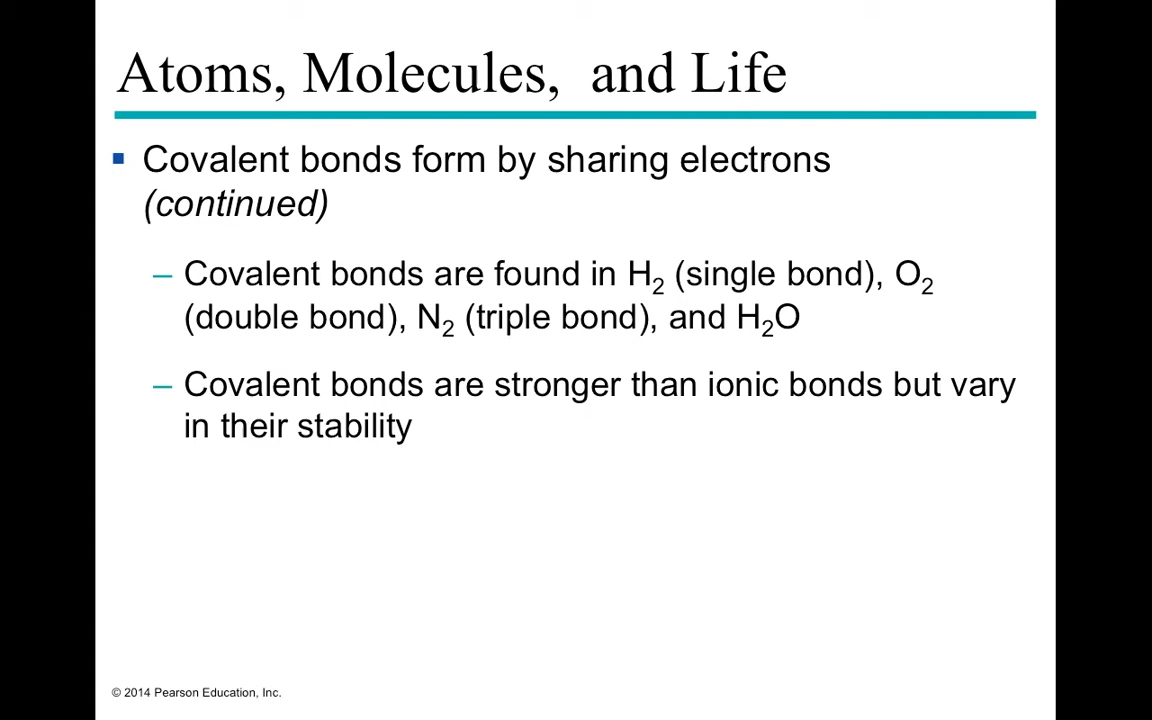 Atoms, Molecules,  and Life
▪ Covalent bonds form by sharing electrons
(continued)
– Covalent bonds are found in H₂ (single bond), O₂
(double bond), N₂ (triple bond), and H₂O
– Covalent bonds are stronger than ionic bonds but vary
in their stability
© 2014 Pearson Education, Inc.